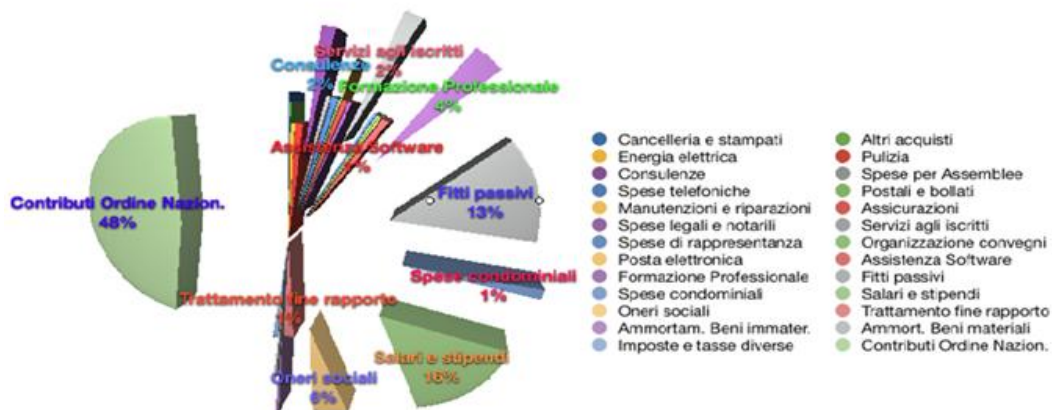 Servizi agli iscritti
2%
Consulenze
2%
Formazione Professionale
4%
Assistenza Software
Contributi Ordine Nazion.
48%
Fitti passivi
13%
Spese condominiali
1%
Trattamento fine rapporto
Salari e stipendi
16%
Oneri sociali
6%
Cancelleria e stampati
Energia elettrica
Consulenze
Spese telefoniche
Manutenzioni e riparazioni
Spese legali e notarili
Spese di rappresentanza
Posta elettronica
Formazione Professionale
Spese condominiali
Oneri sociali
Ammortam. Beni immater.
Imposte e tasse diverse
Altri acquisti
Pulizia
Spese per Assemblee
Postali e bollati
Assicurazioni
Servizi agli iscritti
Organizzazione convegni
Assistenza Software
Fitti passivi
Salari e stipendi
Trattamento fine rapporto
Ammort. Beni materiali
Contributi Ordine Nazion.